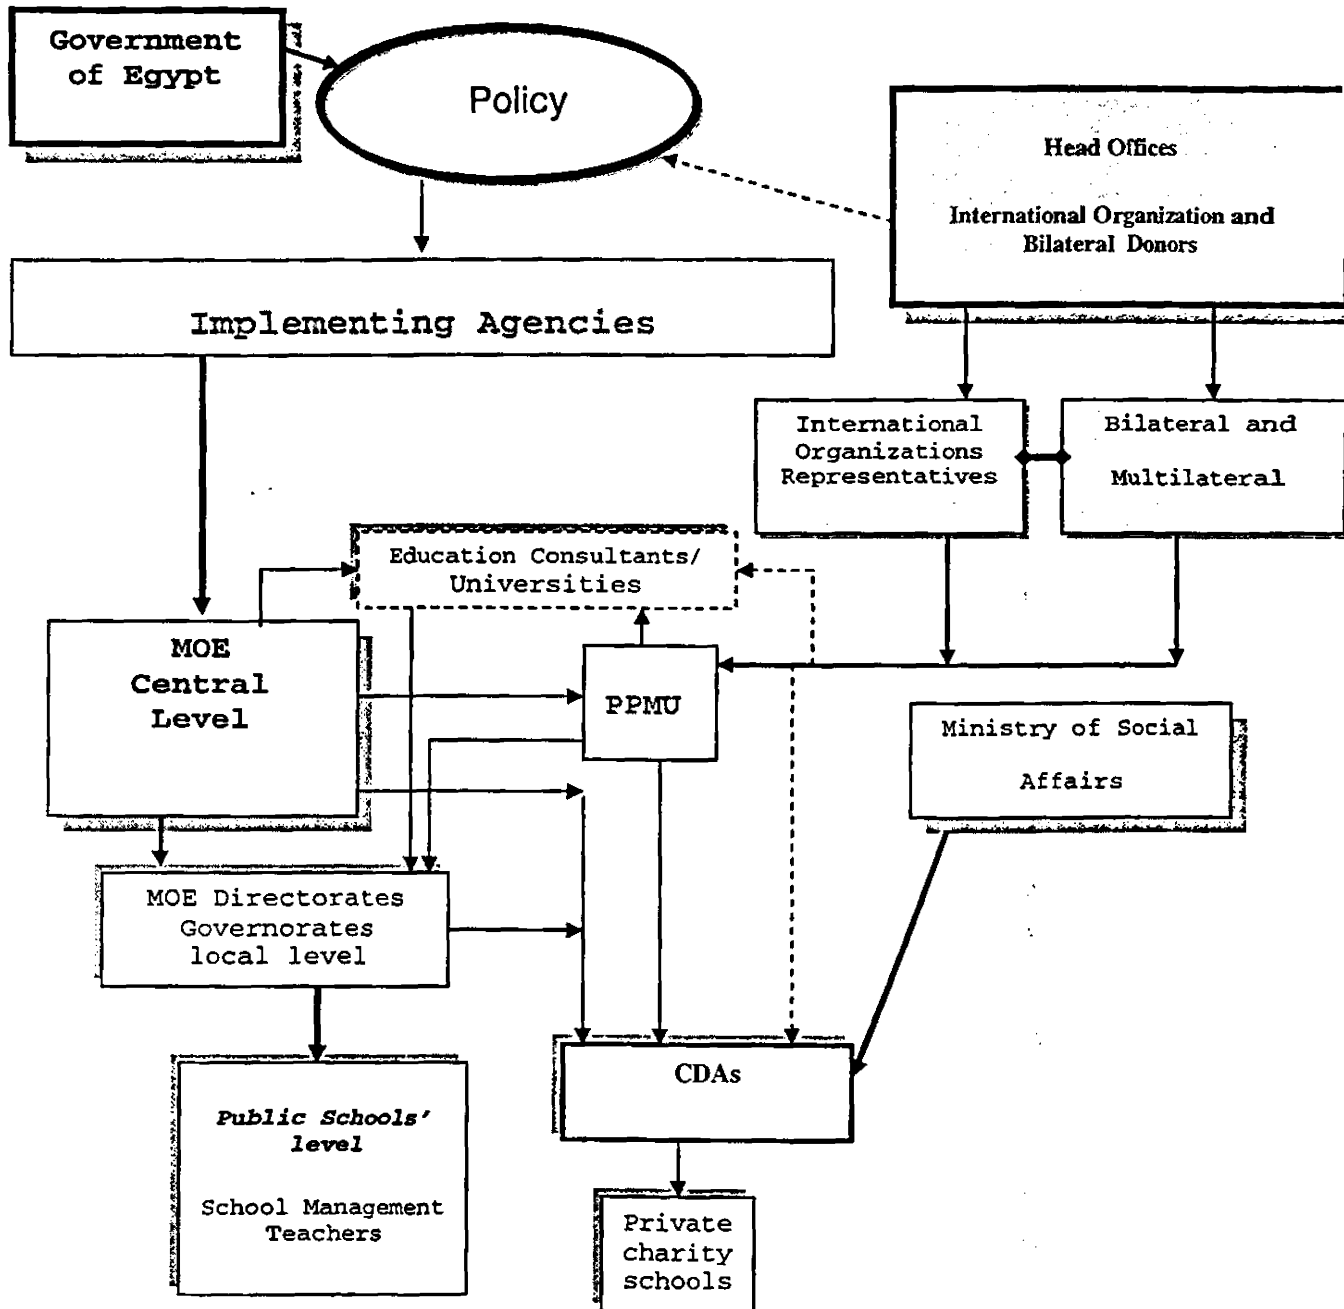 Government
of Egypt
Policy
Head Offices
International Organization and
Bilateral Donors
Implementing Agencies
International
Organizations
Representatives
Bilateral and
Multilateral
Education Consultants/
Universities
MOE
Central
Level
PPMU
Ministry of Social
Affairs
MOE Directorates
Governorates
local level
CDAs
Public Schools'
level
School Management
Teachers
Private
charity
schools